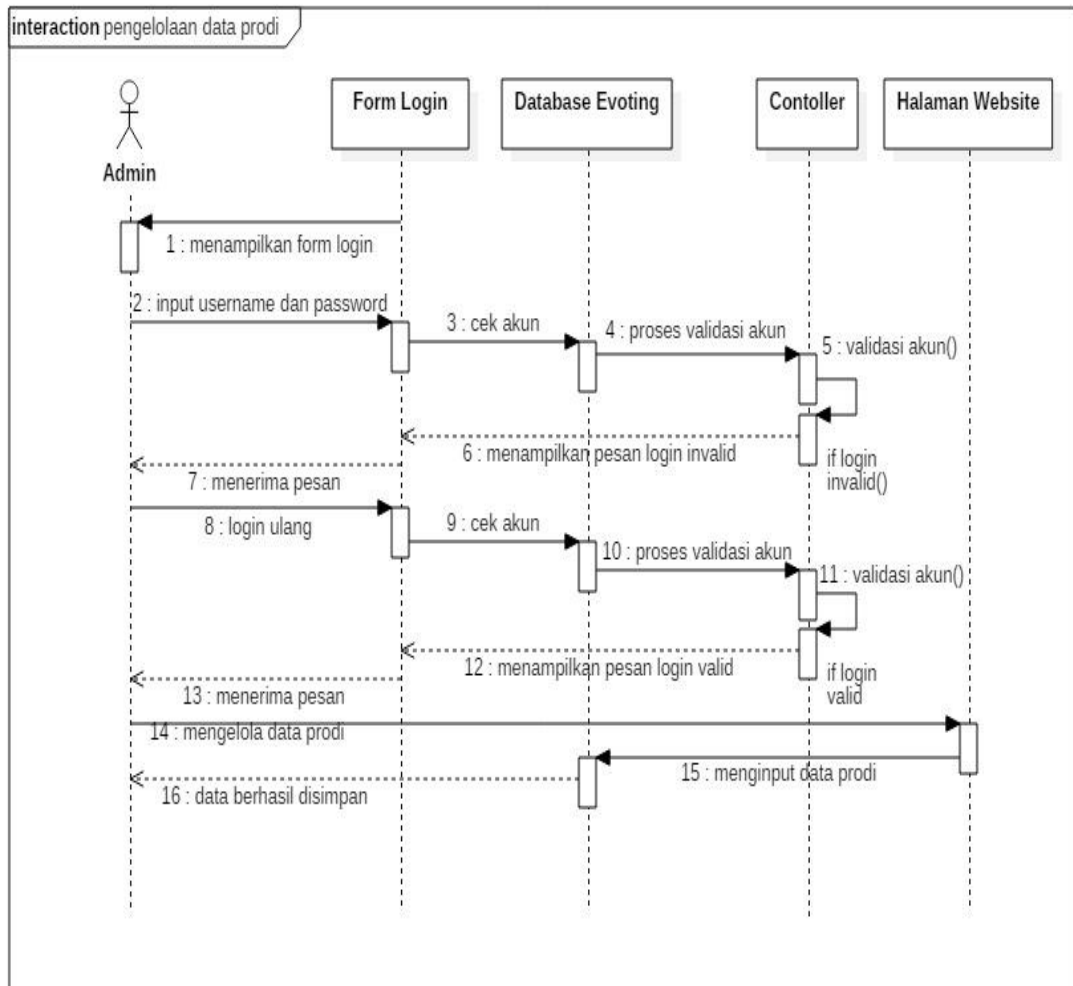 interaction pengelolaan data prodi
Form Login
Database Evoting
Contoller
Halaman Website
Admin
1 : menampilkan form login
2 : input username dan password
3 : cek akun
4 : proses validasi akun
5 : validasi akun()
6 : menampilkan pesan login invalid
if login
invalid()
7 : menerima pesan
8 : login ulang
9 : cek akun
10 : proses validasi akun
11 : validasi akun()
12 : menampilkan pesan login valid
if login
valid
13 : menerima pesan
14 : mengelola data prodi
15 : menginput data prodi
16 : data berhasil disimpan